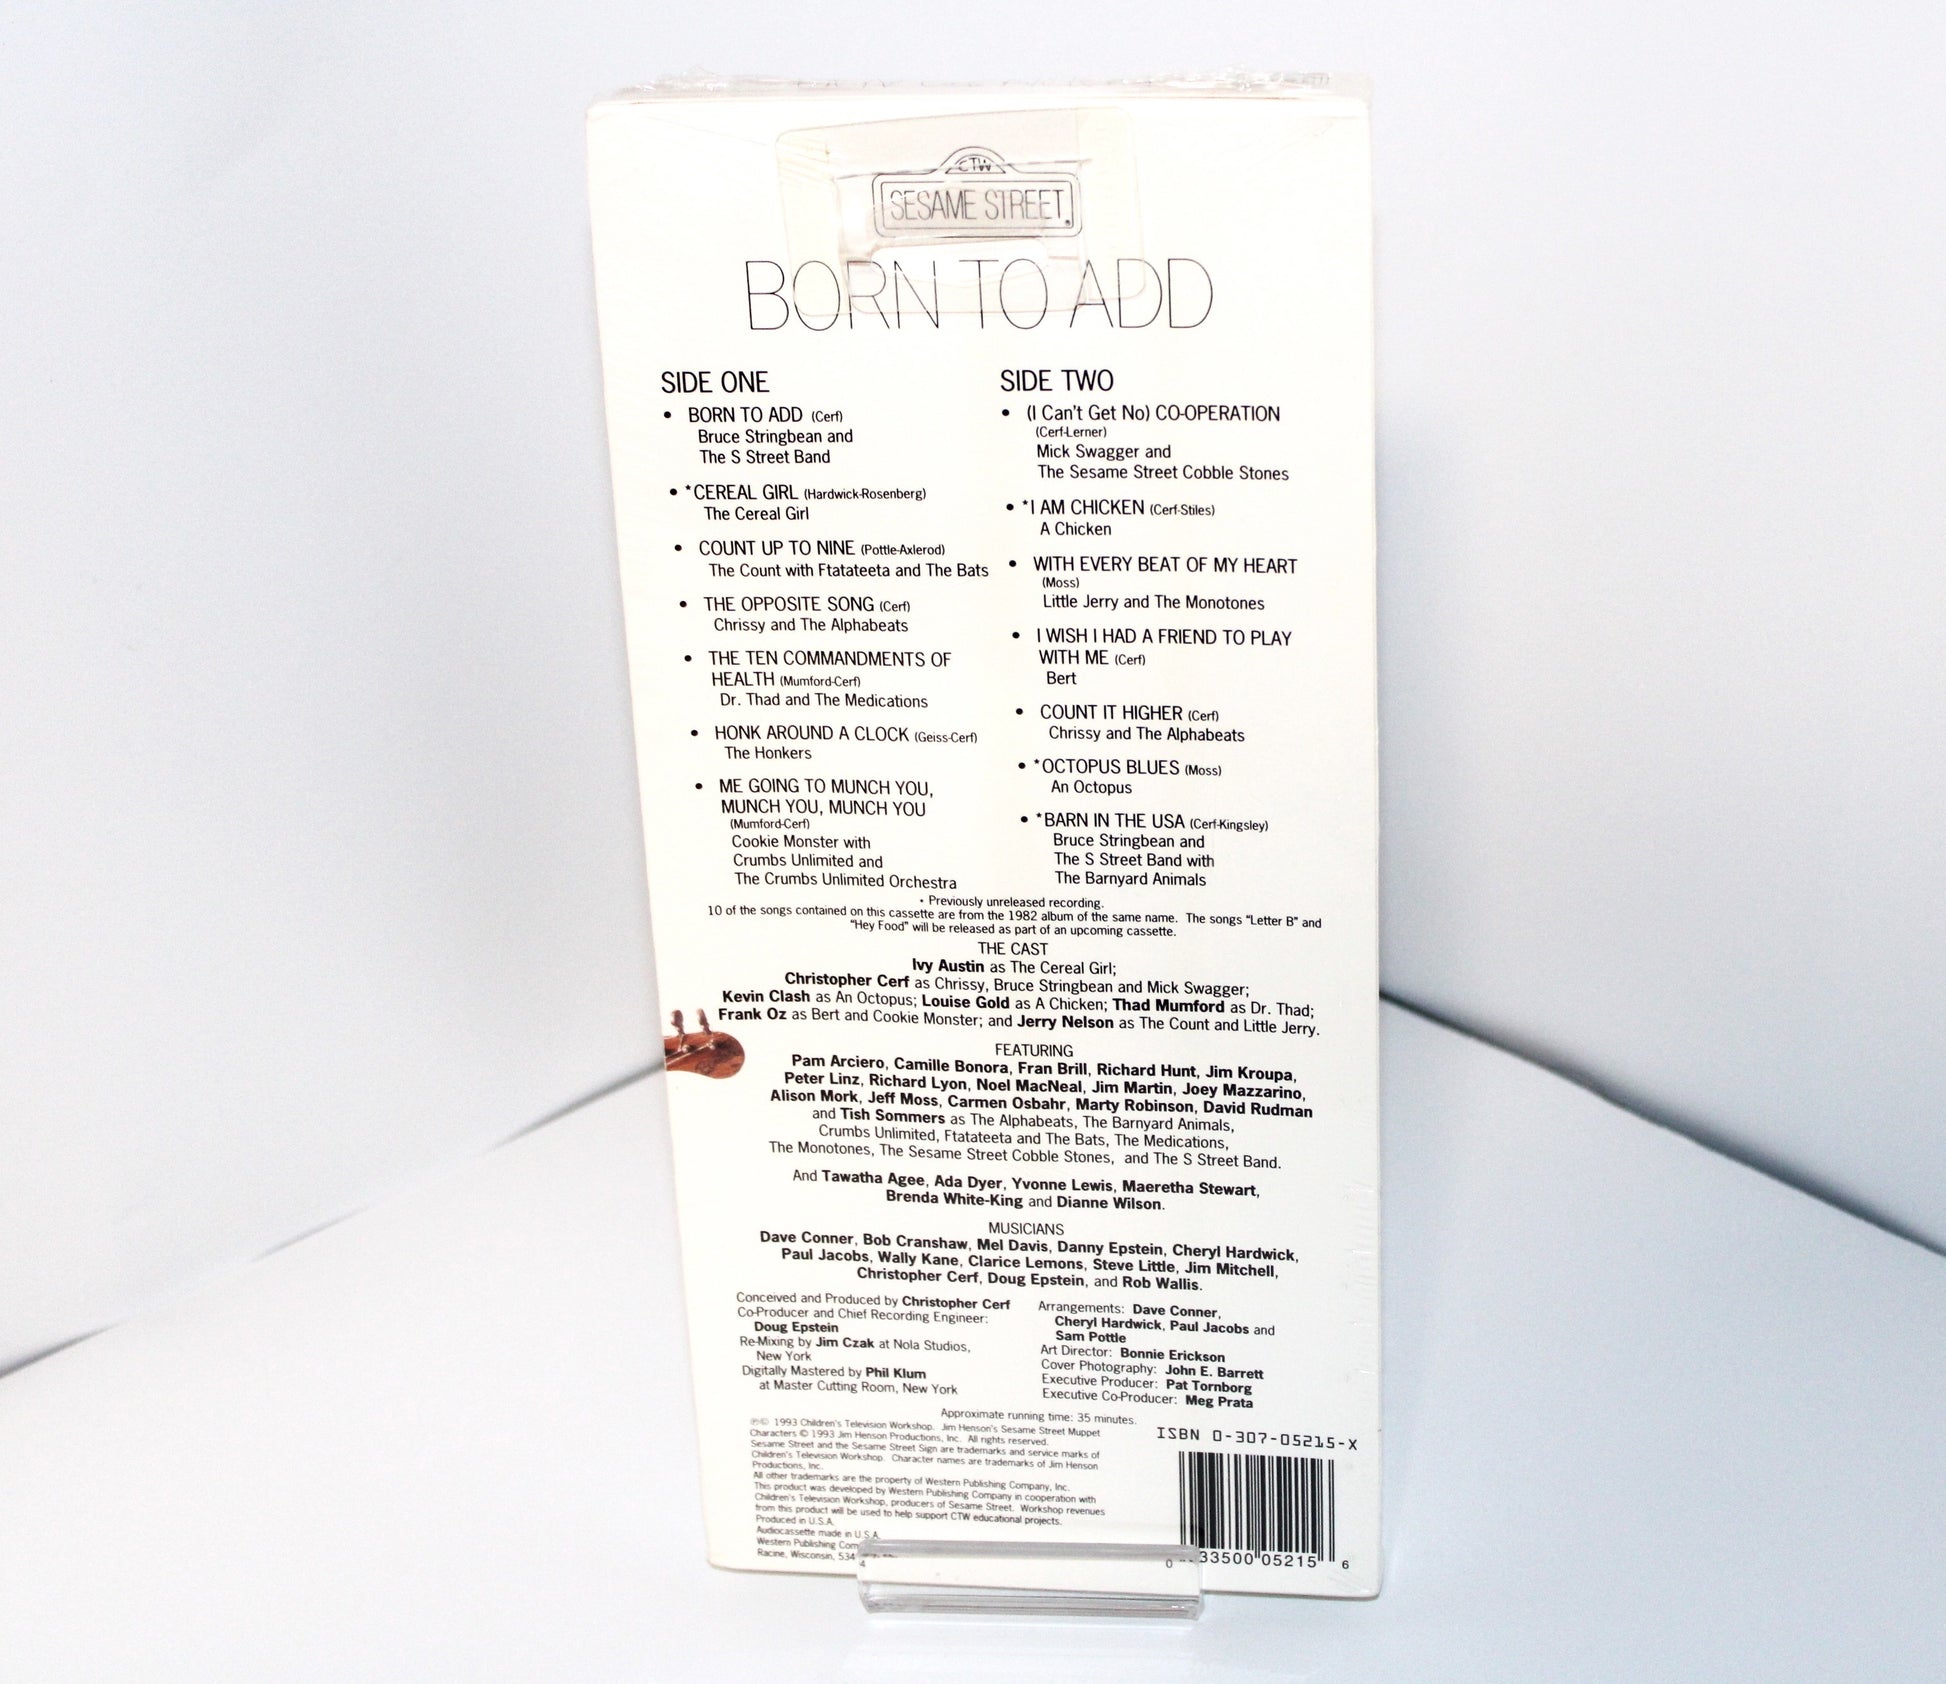 CTW
SESAME STREET
BORN TO ADD
SIDE ONE
• BORN TO ADD (Cerf)
Bruce Stringbean and
The S Street Band
• *CEREAL GIRL (Hardwick-Rosenberg)
The Cereal Girl
• COUNT UP TO NINE (Pottle-Axlerod)
The Count with Ftatateeta and The Bats
• THE OPPOSITE SONG (Cerf)
Chrissy and The Alphabeats
• THE TEN COMMANDMENTS OF
HEALTH (Mumford-Cerf)
Dr. Thad and The Medications
• HONK AROUND A CLOCK (Geiss-Cerf)
The Honkers
• ME GOING TO MUNCH YOU,
MUNCH YOU, MUNCH YOU
(Mumford-Cerf)
Cookie Monster with
Crumbs Unlimited and
The Crumbs Unlimited Orchestra
SIDE TWO
• (I Can't Get No) CO-OPERATION
(Cerf-Lerner)
Mick Swagger and
The Sesame Street Cobble Stones
• *I AM CHICKEN (Cerf-Stiles)
A Chicken
• WITH EVERY BEAT OF MY HEART
(Moss)
Little Jerry and The Monotones
• I WISH I HAD A FRIEND TO PLAY
WITH ME (Cerf)
Bert
• COUNT IT HIGHER (Cerf)
Chrissy and The Alphabeats
• *OCTOPUS BLUES (Moss)
An Octopus
• *BARN IN THE USA (Cerf-Kingsley)
Bruce Stringbean and
The S Street Band with
The Barnyard Animals
* Previously unreleased recording.
10 of the songs contained on this cassette are from the 1982 album of the same name. The songs "Letter B" and
"Hey Food" will be released as part of an upcoming cassette.
THE CAST
Ivy Austin as The Cereal Girl;
Christopher Cerf as Chrissy, Bruce Stringbean and Mick Swagger;
Kevin Clash as An Octopus; Louise Gold as A Chicken; Thad Mumford as Dr. Thad;
Frank Oz as Bert and Cookie Monster; and Jerry Nelson as The Count and Little Jerry.
FEATURING
Pam Arciero, Camille Bonora, Fran Brill, Richard Hunt, Jim Kroupa,
Peter Linz, Richard Lyon, Noel MacNeal, Jim Martin, Joey Mazzarino,
Alison Mork, Jeff Moss, Carmen Osbahr, Marty Robinson, David Rudman
and Tish Sommers as The Alphabeats, The Barnyard Animals,
Crumbs Unlimited, Ftatateeta and The Bats, The Medications,
The Monotones, The Sesame Street Cobble Stones, and The S Street Band.
And Tawatha Agee, Ada Dyer, Yvonne Lewis, Maeretha Stewart,
Brenda White-King and Dianne Wilson.
MUSICIANS
Dave Conner, Bob Cranshaw, Mel Davis, Danny Epstein, Cheryl Hardwick,
Paul Jacobs, Wally Kane, Clarice Lemons, Steve Little, Jim Mitchell,
Christopher Cerf, Doug Epstein, and Rob Wallis.
Conceived and Produced by Christopher Cerf
Co-Producer and Chief Recording Engineer:
Doug Epstein
Re-Mixing by Jim Czak at Nola Studios,
New York
Digitally Mastered by Phil Klum
at Master Cutting Room, New York
Arrangements: Dave Conner,
Cheryl Hardwick, Paul Jacobs and
Sam Pottle
Art Director: Bonnie Erickson
Cover Photography: John E. Barrett
Executive Producer: Pat Tornborg
Executive Co-Producer: Meg Prata
Approximate running time: 35 minutes.
℗© 1993 Children's Television Workshop. Jim Henson's Sesame Street Muppet
Characters © 1993 Jim Henson Productions, Inc. All rights reserved.
Sesame Street and the Sesame Street Sign are trademarks and service marks of
Children's Television Workshop. Character names are trademarks of Jim Henson
Productions, Inc.
All other trademarks are the property of Western Publishing Company, Inc.
This product was developed by Western Publishing Company in cooperation with
Children's Television Workshop, producers of Sesame Street. Workshop revenues
from this product will be used to help support CTW educational projects.
Produced in U.S.A.
Audiocassette made in U.S.A.
Western Publishing Com
Racine, Wisconsin, 534
ISBN 0-307-05215-X
0 33500 05215 6